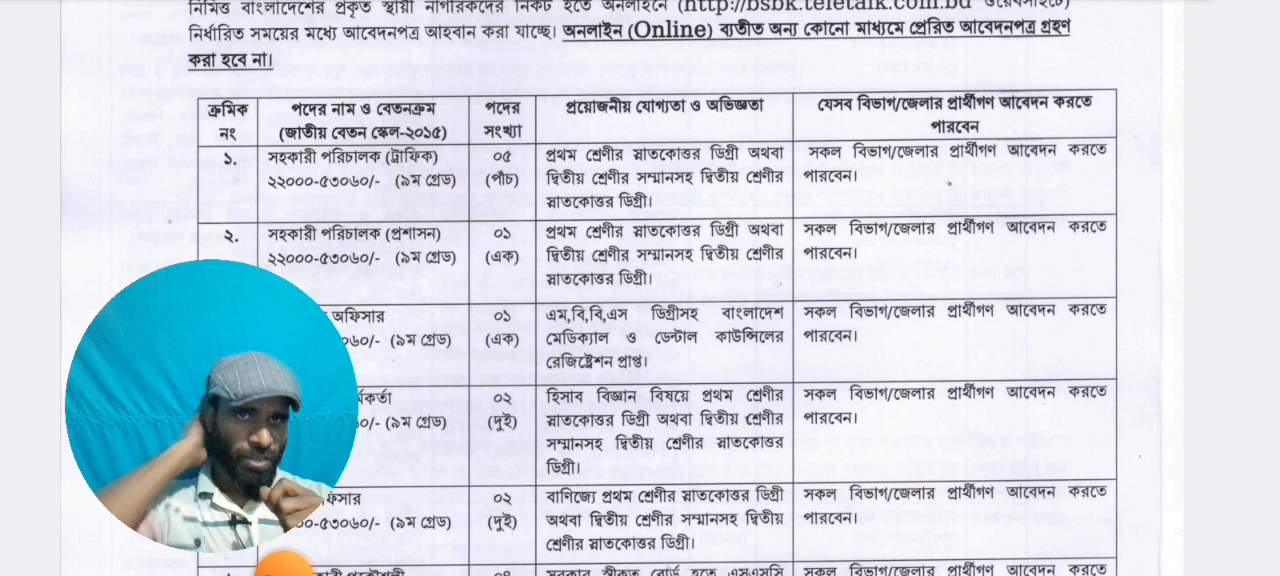 নিমিত্ত বাংলাদেশের প্রকৃত স্থায়ী নাগরিকদের নিকট হতে অনলাইনে (http://bsbk.teletalk.com.bd ওয়েবসাইটে)
নির্ধারিত সময়ের মধ্যে আবেদনপত্র আহবান করা যাচ্ছে। অনলাইন (Online) ব্যতীত অন্য কোনো মাধ্যমে প্রেরিত আবেদনপত্র গ্রহণ
করা হবে না।
ক্রমিক নং পদের নাম ও বেতনক্রম (জাতীয় বেতন স্কেল-২০১৫) পদের সংখ্যা প্রয়োজনীয় যোগ্যতা ও অভিজ্ঞতা যেসব বিভাগ/জেলার প্রার্থীগণ আবেদন করতে পারবেন
১. সহকারী পরিচালক (ট্রাফিক) ০৫ প্রথম শ্রেণীর স্নাতকোত্তর ডিগ্রী অথবা সকল বিভাগ/জেলার প্রার্থীগণ আবেদন করতে
২২০০০-৫৩০৬০/- (৯ম গ্রেড) (পাঁচ) দ্বিতীয় শ্রেণীর সম্মানসহ দ্বিতীয় শ্রেণীর পারবেন।
স্নাতকোত্তর ডিগ্রী।
২. সহকারী পরিচালক (প্রশাসন) ০১ প্রথম শ্রেণীর স্নাতকোত্তর ডিগ্রী অথবা সকল বিভাগ/জেলার প্রার্থীগণ আবেদন করতে
২২০০০-৫৩০৬০/- (৯ম গ্রেড) (এক) দ্বিতীয় শ্রেণীর সম্মানসহ দ্বিতীয় শ্রেণীর পারবেন।
স্নাতকোত্তর ডিগ্রী।
অফিসার ০১ এম,বি,বি,এস ডিগ্রীসহ বাংলাদেশ সকল বিভাগ/জেলার প্রার্থীগণ আবেদন করতে
০৬০/- (৯ম গ্রেড) (এক) মেডিক্যাল ও ডেন্টাল কাউন্সিলের পারবেন।
রেজিষ্ট্রেশন প্রাপ্ত।
০২ হিসাব বিজ্ঞান বিষয়ে প্রথম শ্রেণীর সকল বিভাগ/জেলার প্রার্থীগণ আবেদন করতে
০/- (৯ম গ্রেড) (দুই) স্নাতকোত্তর ডিগ্রী অথবা দ্বিতীয় শ্রেণীর পারবেন।
সম্মানসহ দ্বিতীয় শ্রেণীর স্নাতকোত্তর
ডিগ্রী।
০২ বাণিজ্যে প্রথম শ্রেণীর স্নাতকোত্তর ডিগ্রী সকল বিভাগ/জেলার প্রার্থীগণ আবেদন করতে
০০-৫৩০৬০/- (৯ম গ্রেড) (দুই) অথবা দ্বিতীয় শ্রেণীর সম্মানসহ দ্বিতীয় পারবেন।
শ্রেণীর স্নাতকোত্তর ডিগ্রী।
সরকার স্বীকৃত বোর্ড হতে এসএসসি সকল বিভাগ/জেলার প্রার্থীগণ আবেদন করতে